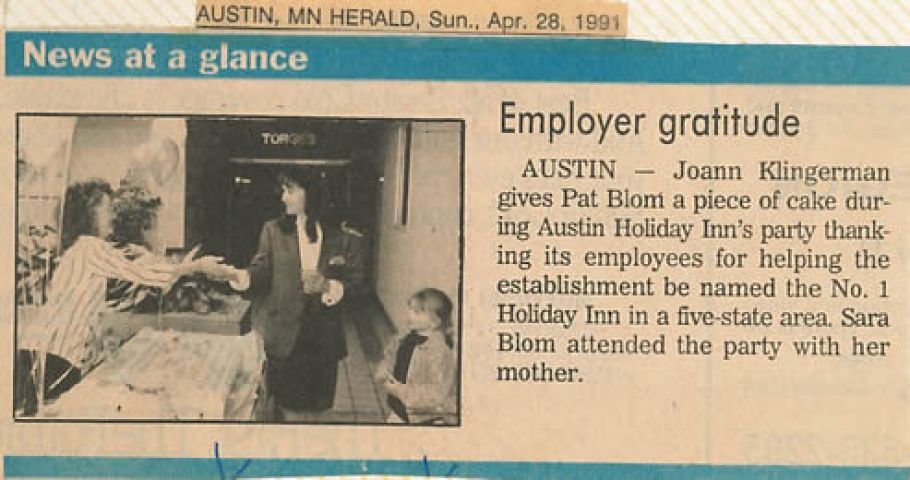 AUSTIN, MN HERALD, Sun., Apr. 28, 1991
News at a glance
TORGE'S
Employer gratitude
AUSTIN — Joann Klingerman
gives Pat Blom a piece of cake dur-
ing Austin Holiday Inn's party thank-
ing its employees for helping the
establishment be named the No. 1
Holiday Inn in a five-state area. Sara
Blom attended the party with her
mother.